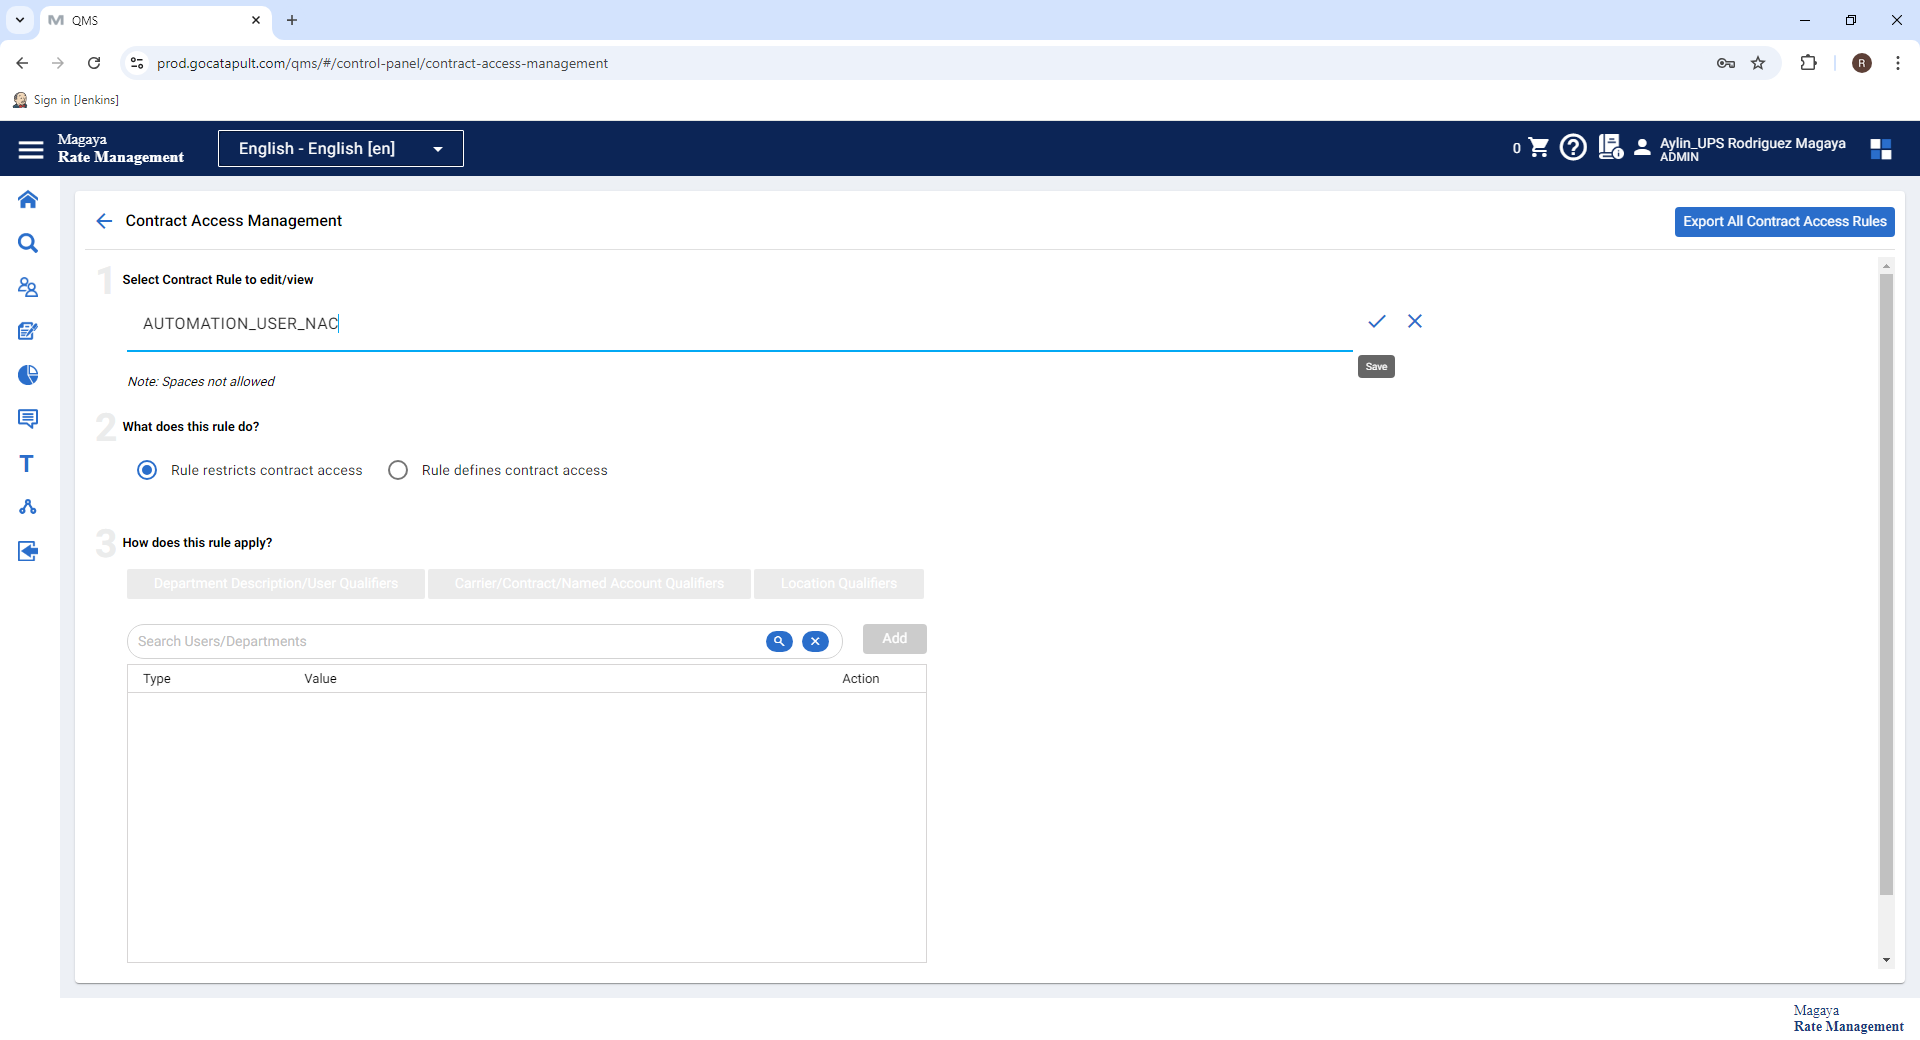 QMS
prod.gocatapult.com/qms/#/control-panel/contract-access-management
R
Sign in [Jenkins]
Magaya
Rate Management
English - English [en]
0
Aylin_UPS Rodriguez Magaya
ADMIN
Contract Access Management
Export All Contract Access Rules
1
Select Contract Rule to edit/view
AUTOMATION_USER_NAC
Save
Note: Spaces not allowed
2
What does this rule do?
Rule restricts contract access
Rule defines contract access
3
How does this rule apply?
Department Description/User Qualifiers
Carrier/Contract/Named Account Qualifiers
Location Qualifiers
Search Users/Departments
Add
Type Value Action
Magaya
Rate Management